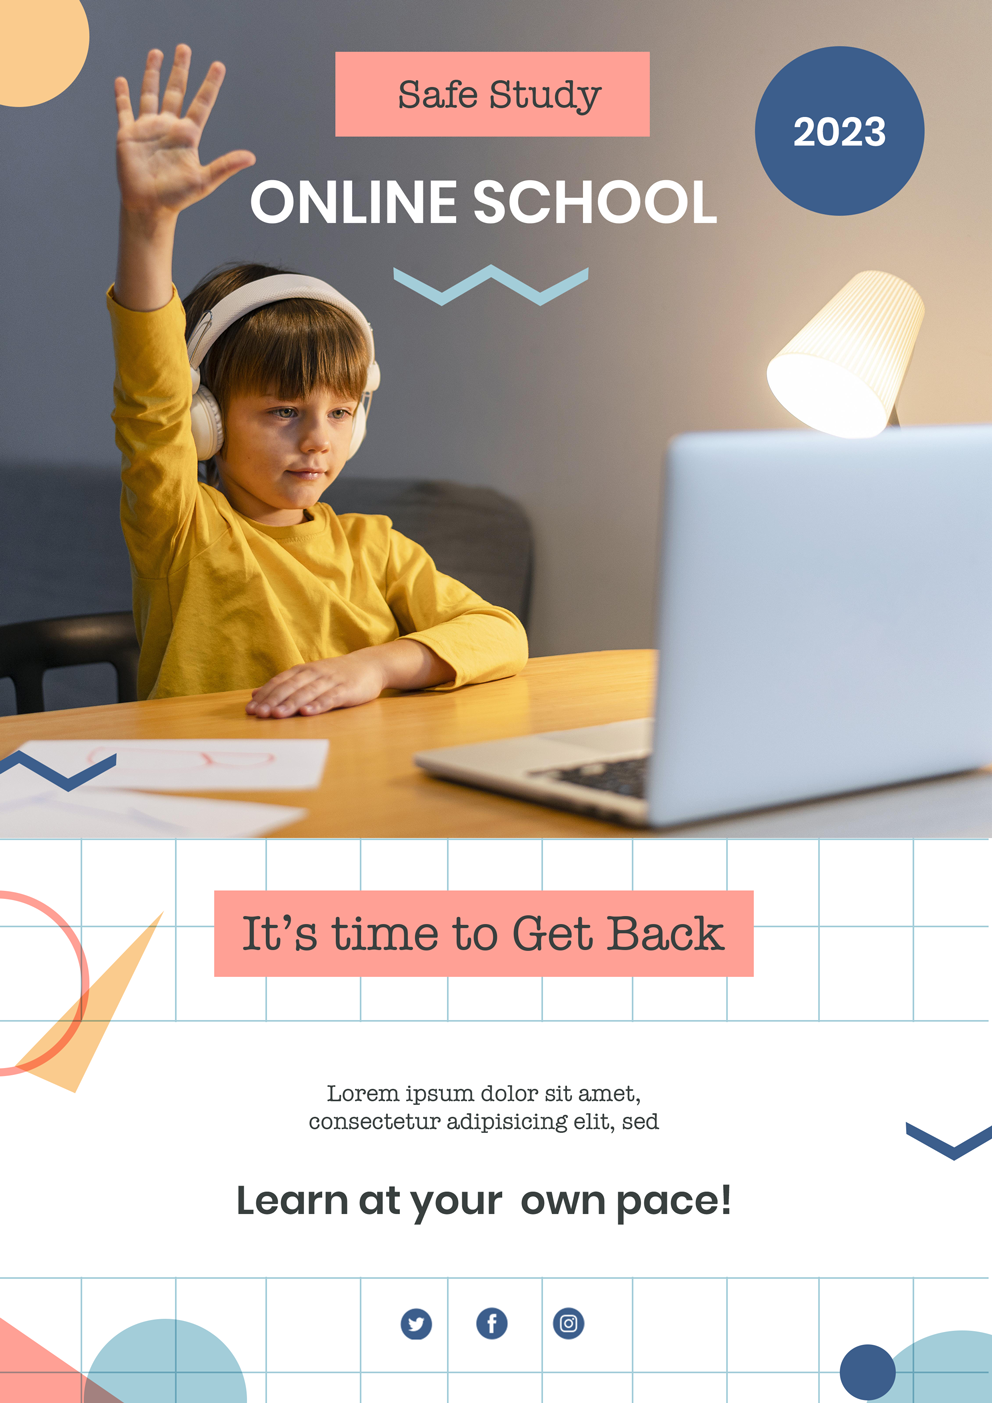 Safe Study
2023
ONLINE SCHOOL
It's time to Get Back
Lorem ipsum dolor sit amet,
consectetur adipisicing elit, sed
Learn at your  own pace!